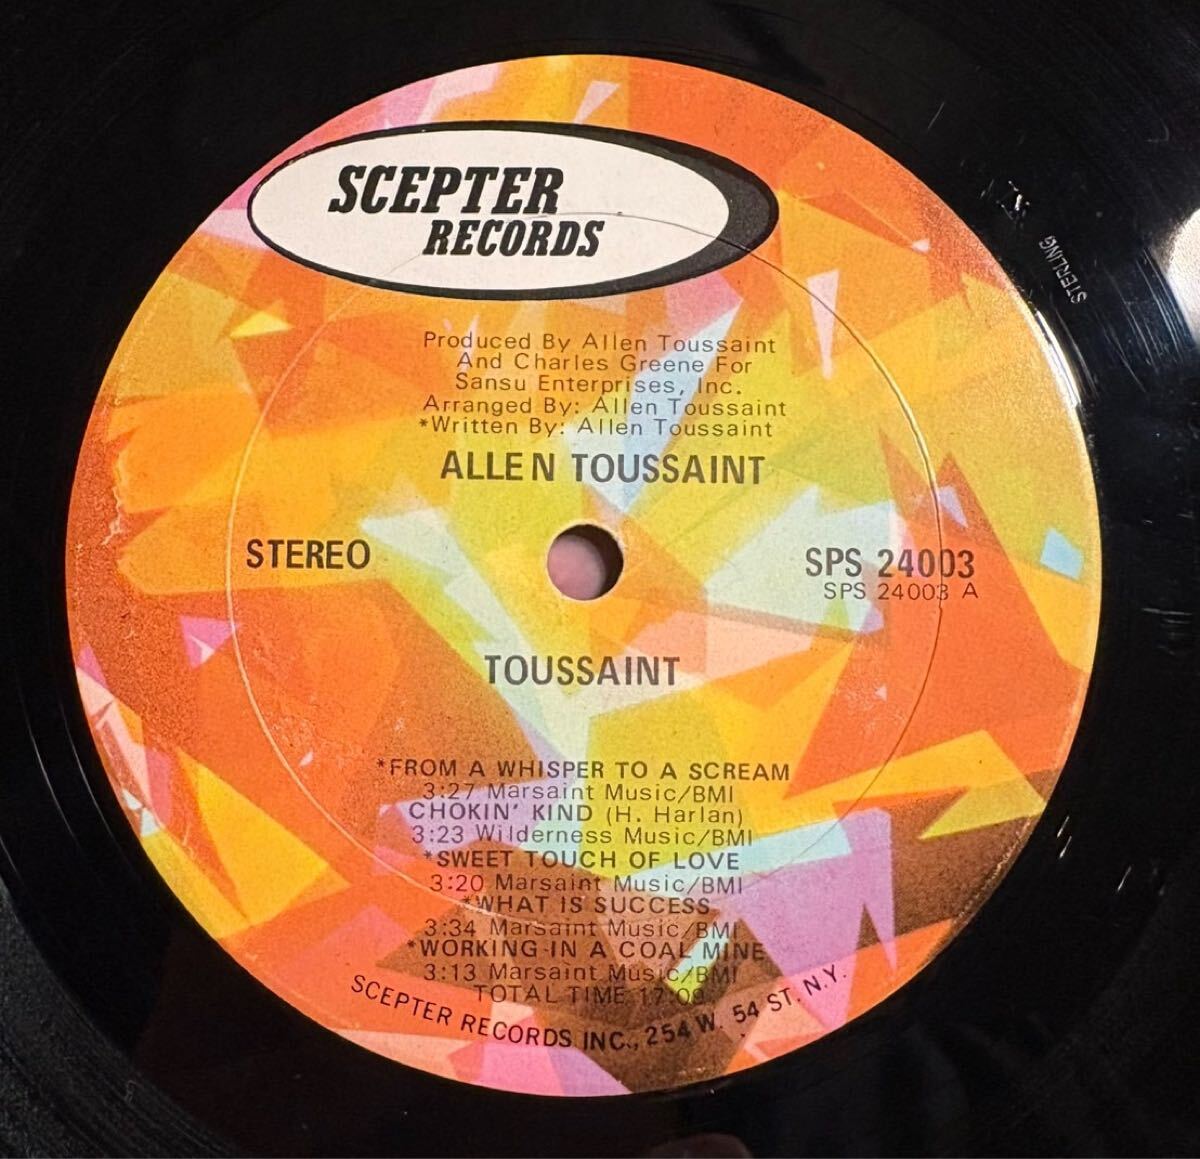 SCEPTER
RECORDS
STERLING
Produced By Allen Toussaint
And Charles Greene For
Sansu Enterprises, Inc.
Arranged By: Allen Toussaint
*Written By: Allen Toussaint
ALLEN TOUSSAINT
STEREO
SPS 24003
SPS 24003 A
TOUSSAINT
*FROM A WHISPER TO A SCREAM
3:27 Marsaint Music/BMI
CHOKIN' KIND (H. Harlan)
3:23 Wilderness Music/BMI
*SWEET TOUCH OF LOVE
3:20 Marsaint Music/BMI
*WHAT IS SUCCESS
3:34 Marsaint Music/BMI
*WORKING IN A COAL MINE
3:13 Marsaint Music/BMI
TOTAL TIME 17:09
SCEPTER RECORDS INC., 254 W. 54 ST. N.Y.